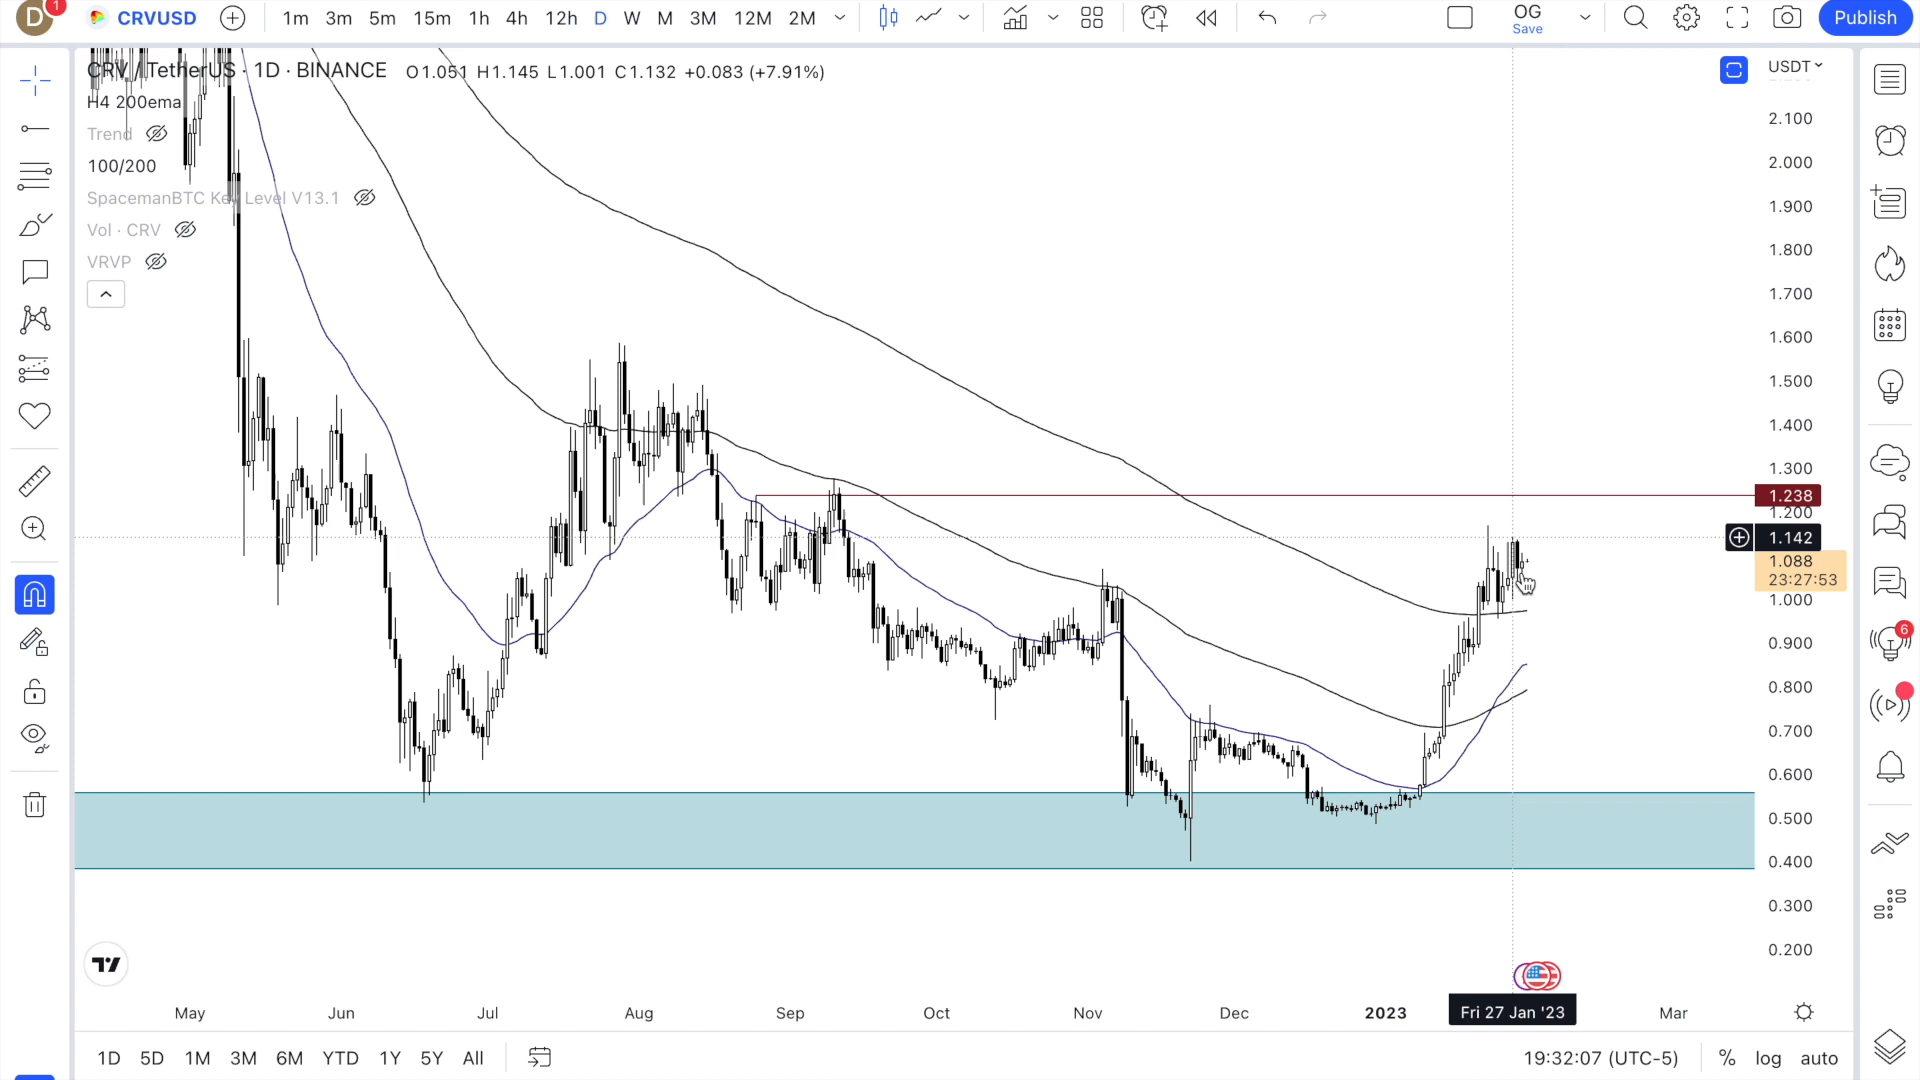 D 1 CRVUSD 1m 3m 5m 15m 1h 4h 12h D W M 3M 12M 2M OG Save Publish
CRV / TetherUS · 1D · BINANCE O1.051 H1.145 L1.001 C1.132 +0.083 (+7.91%)
USDT
H4 200ema
Trend
100/200
SpacemanBTC Key Level V13.1
Vol · CRV
VRVP
2.100
2.000
1.900
1.800
1.700
1.600
1.500
1.400
1.300
1.238
1.200
1.142
1.088
23:27:53
1.000
0.900
0.800
0.700
0.600
0.500
0.400
0.300
0.200
6
May Jun Jul Aug Sep Oct Nov Dec 2023 Fri 27 Jan '23 Mar
1D 5D 1M 3M 6M YTD 1Y 5Y All 19:32:07 (UTC-5) % log auto